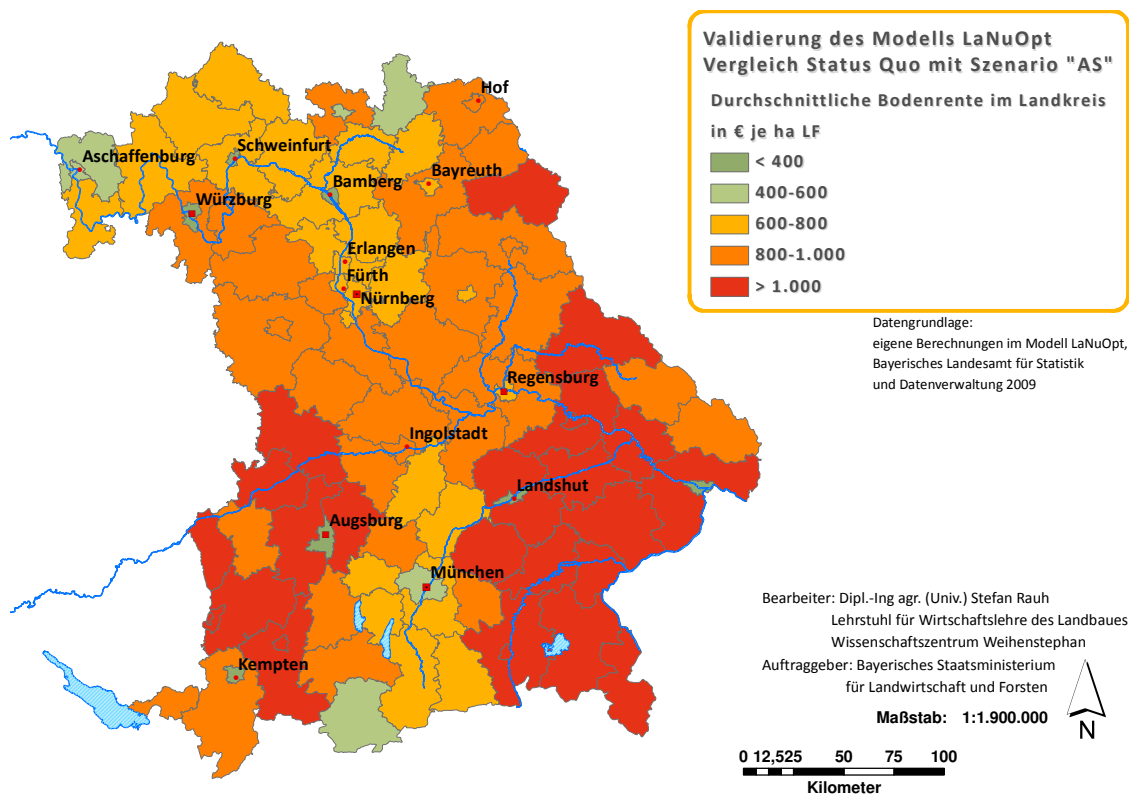 Validierung des Modells LaNuOpt
Vergleich Status Quo mit Szenario "AS"
Durchschnittliche Bodenrente im Landkreis
in € je ha LF
< 400
400-600
600-800
800-1.000
> 1.000
Datengrundlage:
eigene Berechnungen im Modell LaNuOpt,
Bayerisches Landesamt für Statistik
und Datenverwaltung 2009
Hof
Schweinfurt
Aschaffenburg
Bayreuth
Bamberg
Würzburg
Erlangen
Fürth
Nürnberg
Regensburg
Ingolstadt
Landshut
Augsburg
München
Kempten
Bearbeiter: Dipl.-Ing agr. (Univ.) Stefan Rauh
Lehrstuhl für Wirtschaftslehre des Landbaues
Wissenschaftszentrum Weihenstephan
Auftraggeber: Bayerisches Staatsministerium
für Landwirtschaft und Forsten
Maßstab: 1:1.900.000
N
0 12,525 50 75 100
Kilometer